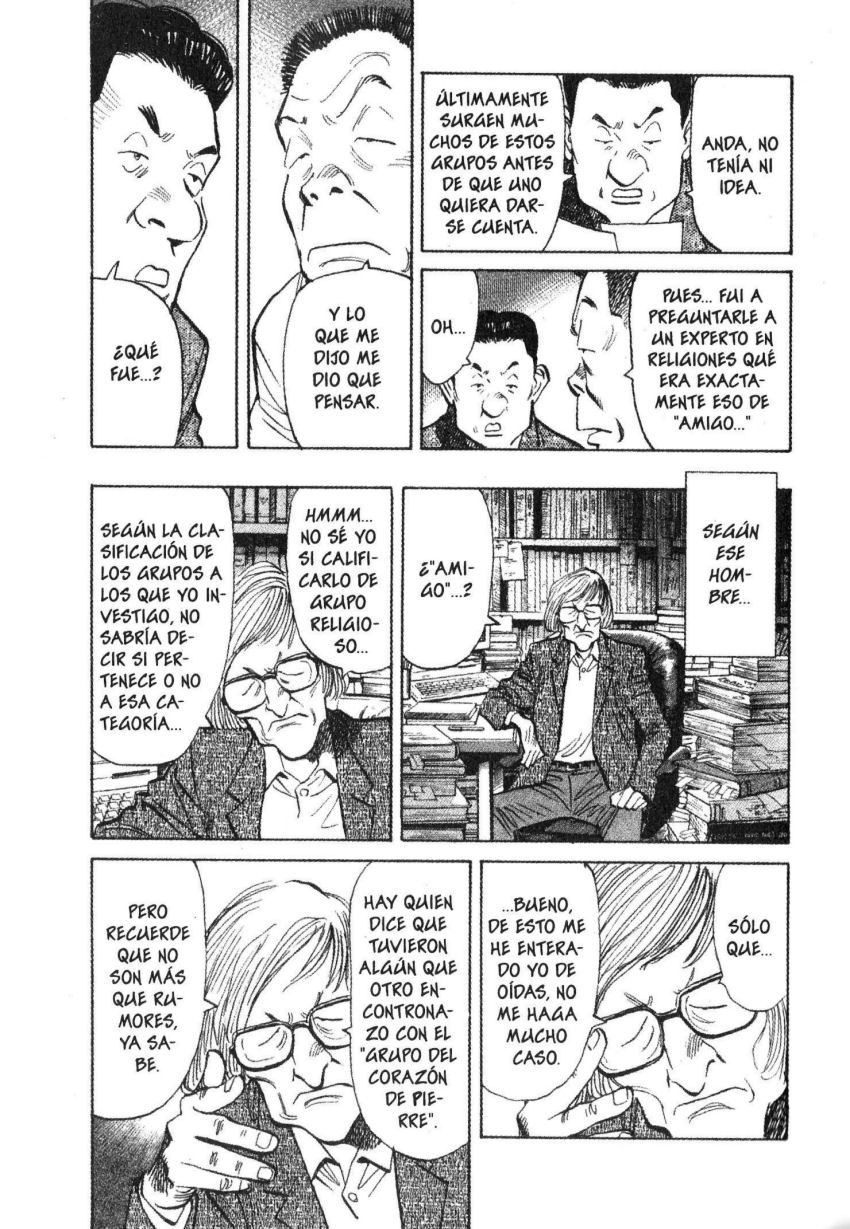 ANDA, NO
TENÍA NI
IDEA.
ÚLTIMAMENTE
SURGEN MU-
CHOS DE ESTOS
GRUPOS ANTES
DE QUE UNO
QUIERA DAR-
SE CUENTA.
PUES... FUI A
PREGUNTARLE A
UN EXPERTO EN
RELIGIONES QUÉ
ERA EXACTA-
MENTE ESO DE
"AMIGO..."
OH...
Y LO
QUE ME
DIJO ME
DIO QUE
PENSAR.
¿QUÉ
FUE...?
SEGÚN
ESE
HOM-
BRE...
¿"AMI-
GO"...?
HMMM...
NO SÉ YO
SI CALIFI-
CARLO DE
GRUPO
RELIGIO-
SO...
SEGÚN LA CLA-
SIFICACIÓN DE
LOS GRUPOS A
LOS QUE YO IN-
VESTIGO, NO
SABRÍA DE-
CIR SI PER-
TENECE O NO
A ESA CA-
TEGORÍA...
SÓLO
QUE...
...BUENO,
DE ESTO ME
HE ENTERA-
DO YO DE
OÍDAS, NO
ME HAGA
MUCHO
CASO.
HAY QUIEN
DICE QUE
TUVIERON
ALGÚN QUE
OTRO EN-
CONTRONA-
ZO CON EL
"GRUPO DEL
CORAZÓN
DE PIE-
RRE".
PERO
RECUERDE
QUE NO
SON MÁS
QUE RU-
MORES,
YA SA-
BE.